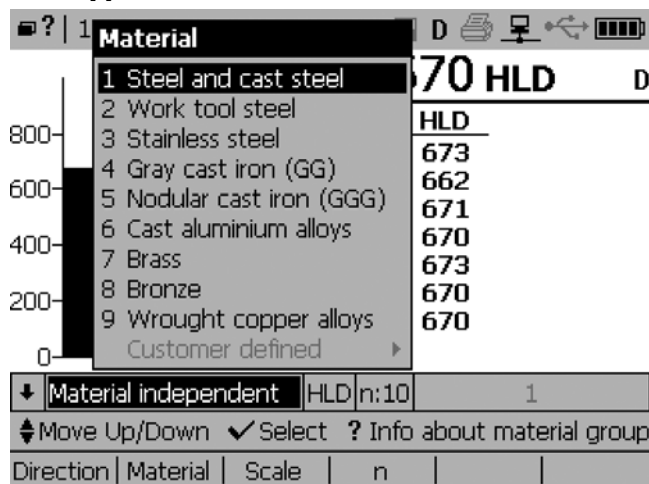 ? 1 D
Material
670 HLD D
1 Steel and cast steel
2 Work tool steel
3 Stainless steel
4 Gray cast iron (GG)
5 Nodular cast iron (GGG)
6 Cast aluminium alloys
7 Brass
8 Bronze
9 Wrought copper alloys
Customer defined
HLD
673
662
671
670
673
670
670
800
600
400
200
0
Material independent HLD n:10 1
Move Up/Down Select ? Info about material group
Direction Material Scale n